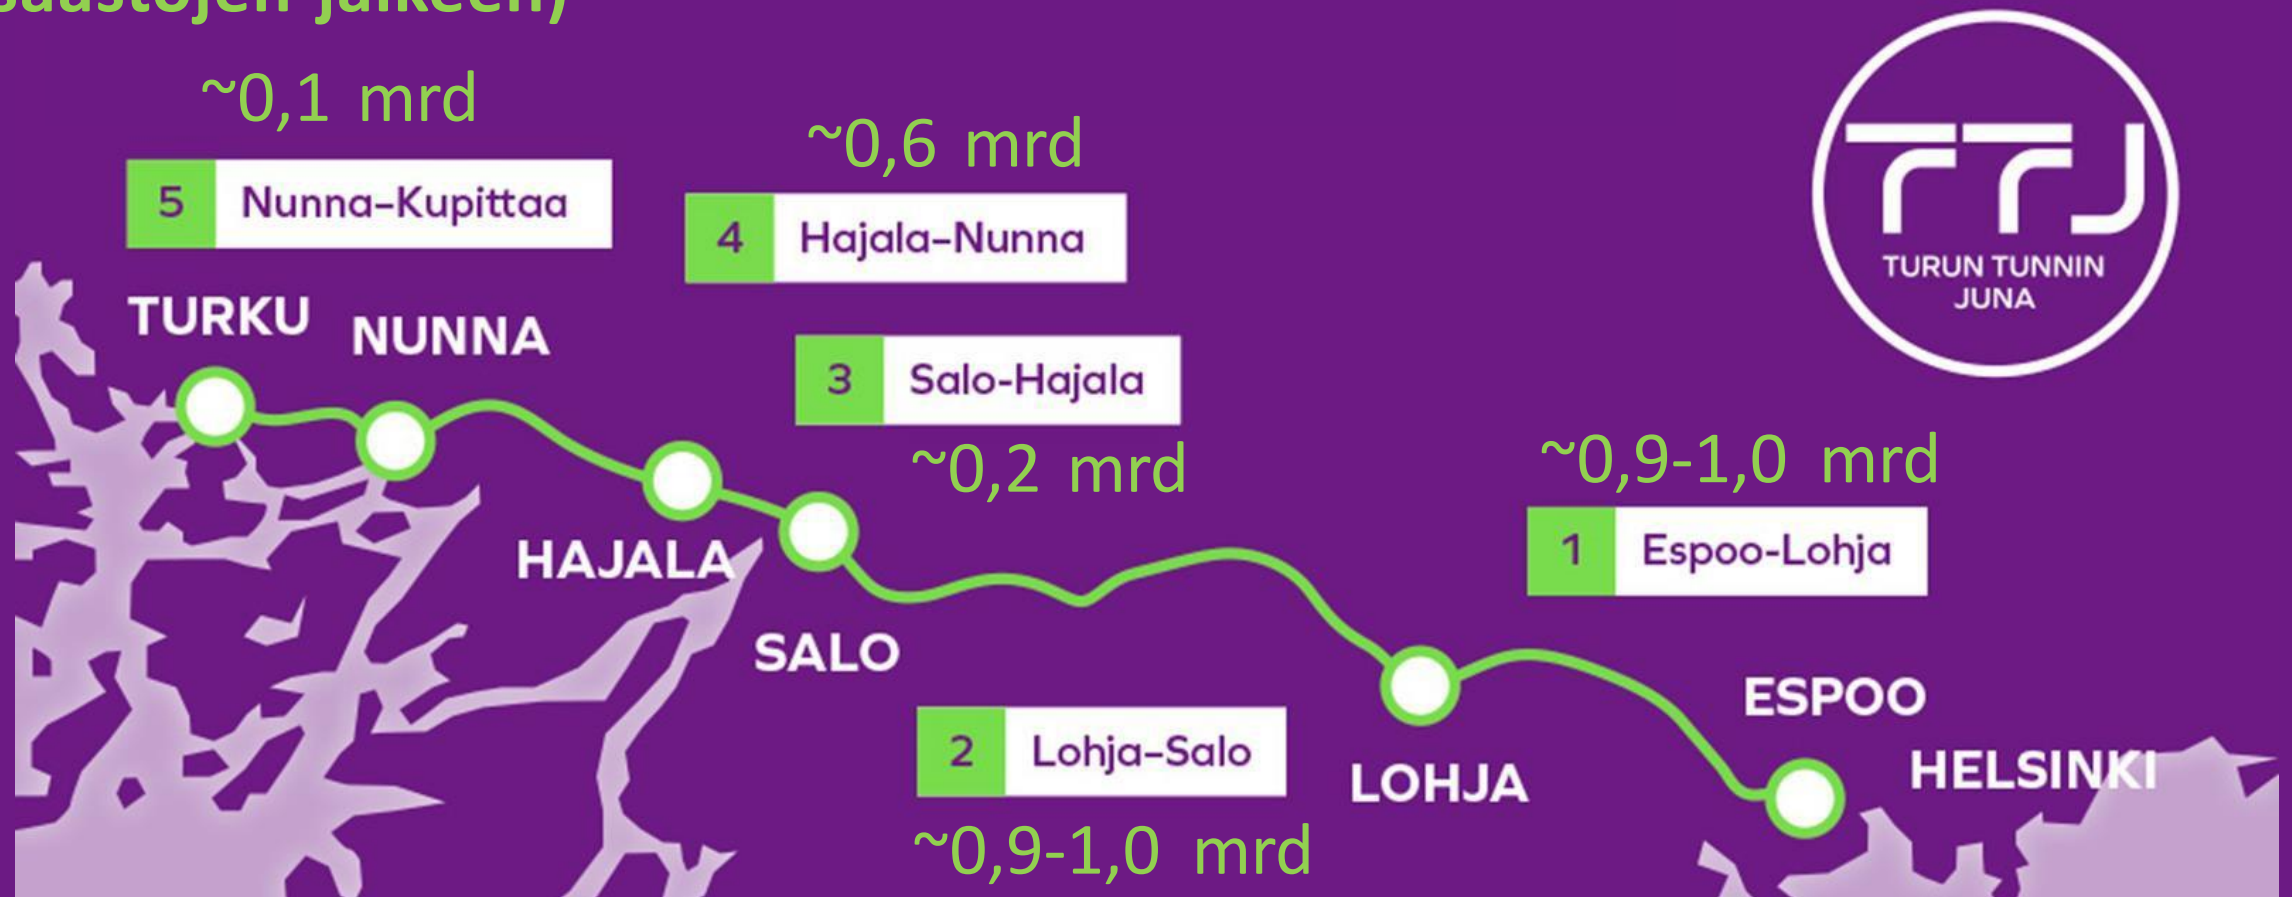 ~0,1 mrd
5 Nunna–Kupittaa
~0,6 mrd
4 Hajala–Nunna
TTJ
TURUN TUNNIN
JUNA
TURKU
NUNNA
3 Salo-Hajala
~0,2 mrd
~0,9-1,0 mrd
1 Espoo-Lohja
HAJALA
SALO
ESPOO
2 Lohja–Salo
LOHJA
HELSINKI
~0,9-1,0 mrd